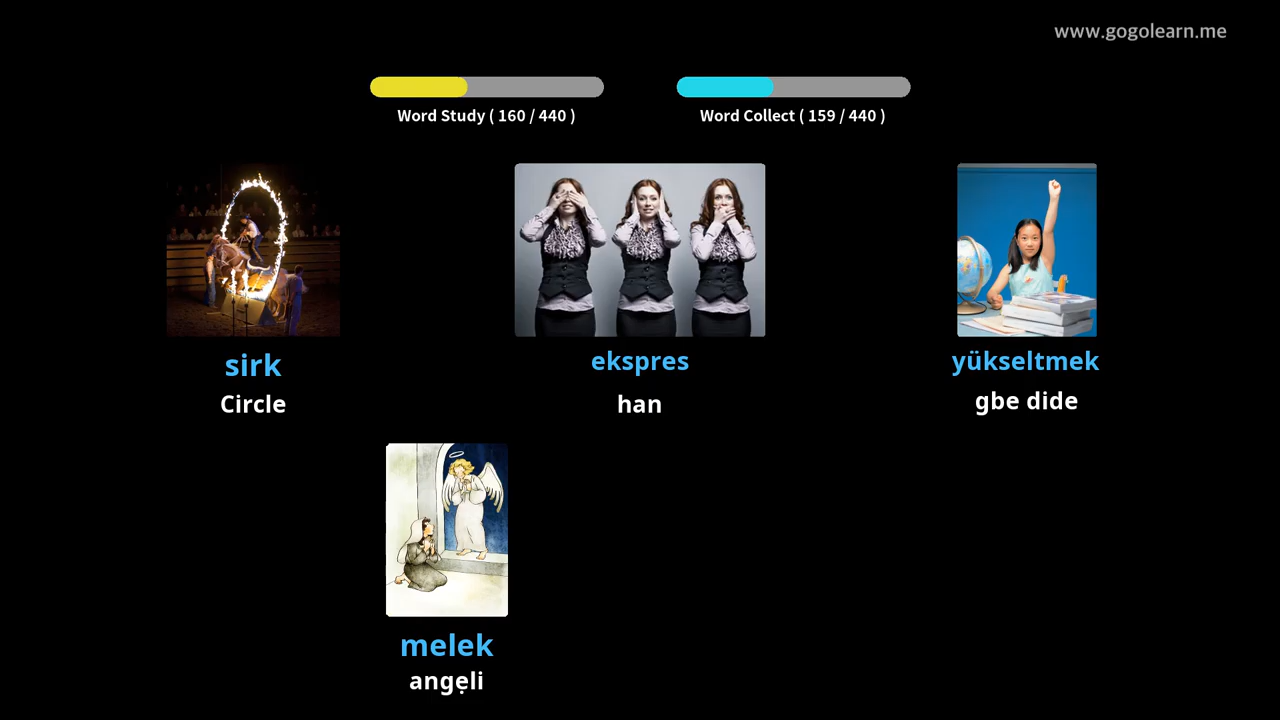 www.gogolearn.me
Word Study ( 160 / 440 )
Word Collect ( 159 / 440 )
sirk
Circle
ekspres
han
yükseltmek
gbe dide
melek
angẹli